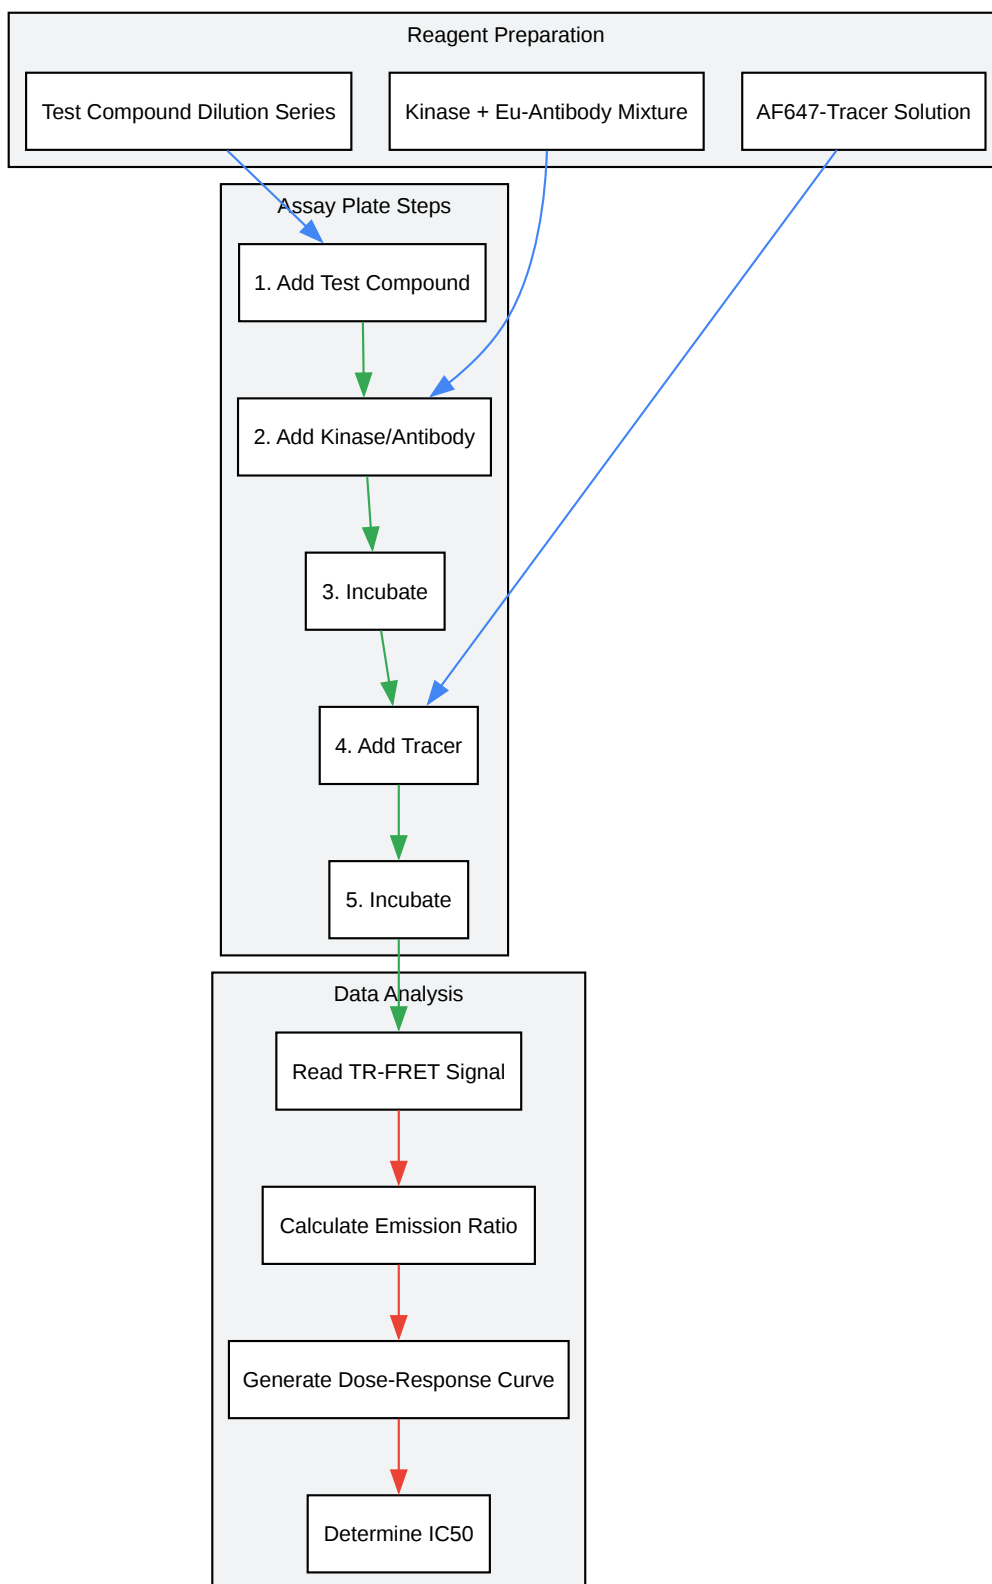 Reagent Preparation
Test Compound Dilution Series
Kinase + Eu-Antibody Mixture
AF647-Tracer Solution
Assay Plate Steps
1. Add Test Compound
2. Add Kinase/Antibody
3. Incubate
4. Add Tracer
5. Incubate
Data Analysis
Read TR-FRET Signal
Calculate Emission Ratio
Generate Dose-Response Curve
Determine IC50